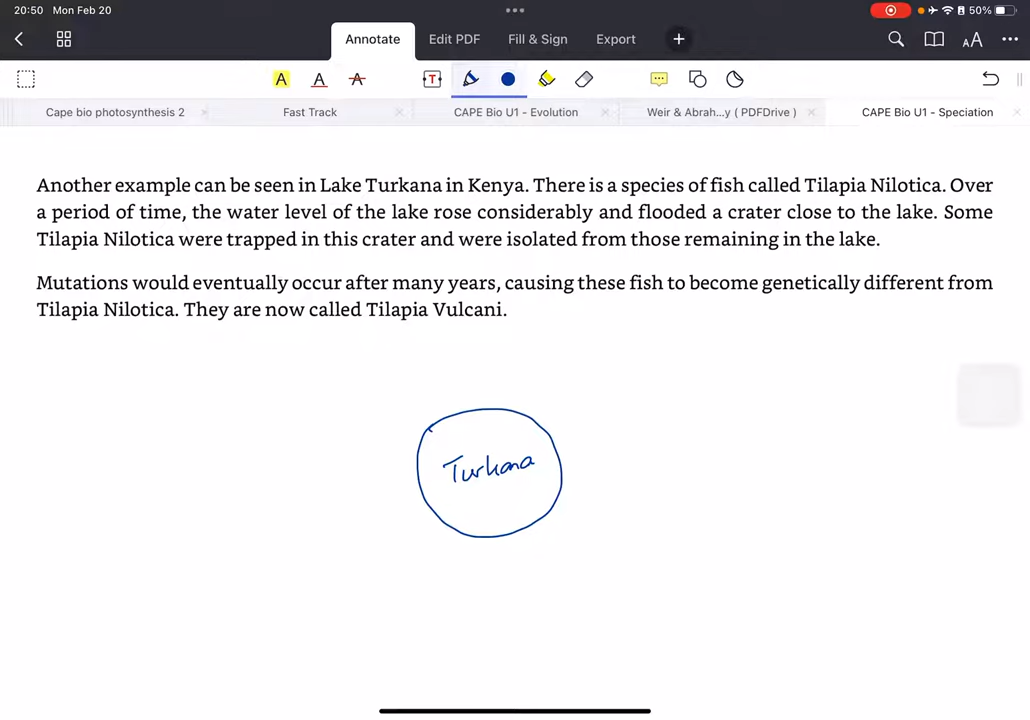 20:50 Mon Feb 20
50%
Annotate Edit PDF Fill & Sign Export
AA
A A A T
Cape bio photosynthesis 2 Fast Track CAPE Bio U1 - Evolution Weir & Abrah...y ( PDFDrive ) CAPE Bio U1 - Speciation
Another example can be seen in Lake Turkana in Kenya. There is a species of fish called Tilapia Nilotica. Over
a period of time, the water level of the lake rose considerably and flooded a crater close to the lake. Some
Tilapia Nilotica were trapped in this crater and were isolated from those remaining in the lake.
Mutations would eventually occur after many years, causing these fish to become genetically different from
Tilapia Nilotica. They are now called Tilapia Vulcani.
Turkana